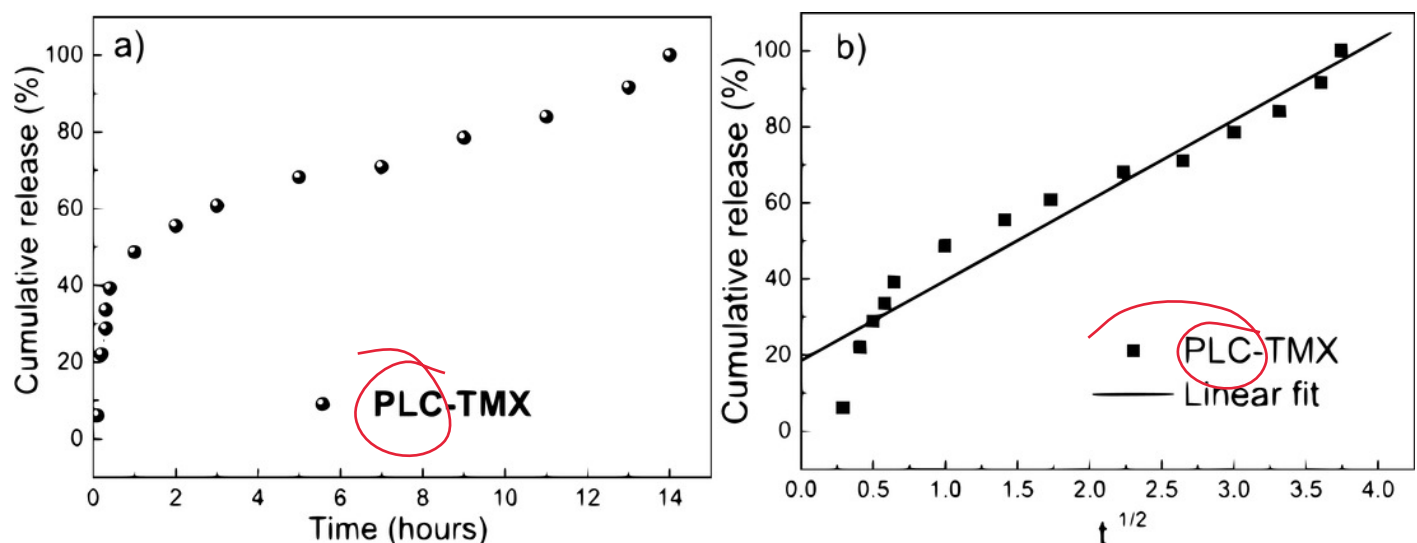 a)
Cumulative release (%)
100
80
60
40
20
0
PLC-TMX
0 2 4 6 8 10 12 14
Time (hours)
b)
Cumulative release (%)
100
80
60
40
20
0
PLC-TMX
Linear fit
0.0 0.5 1.0 1.5 2.0 2.5 3.0 3.5 4.0
t 1/2